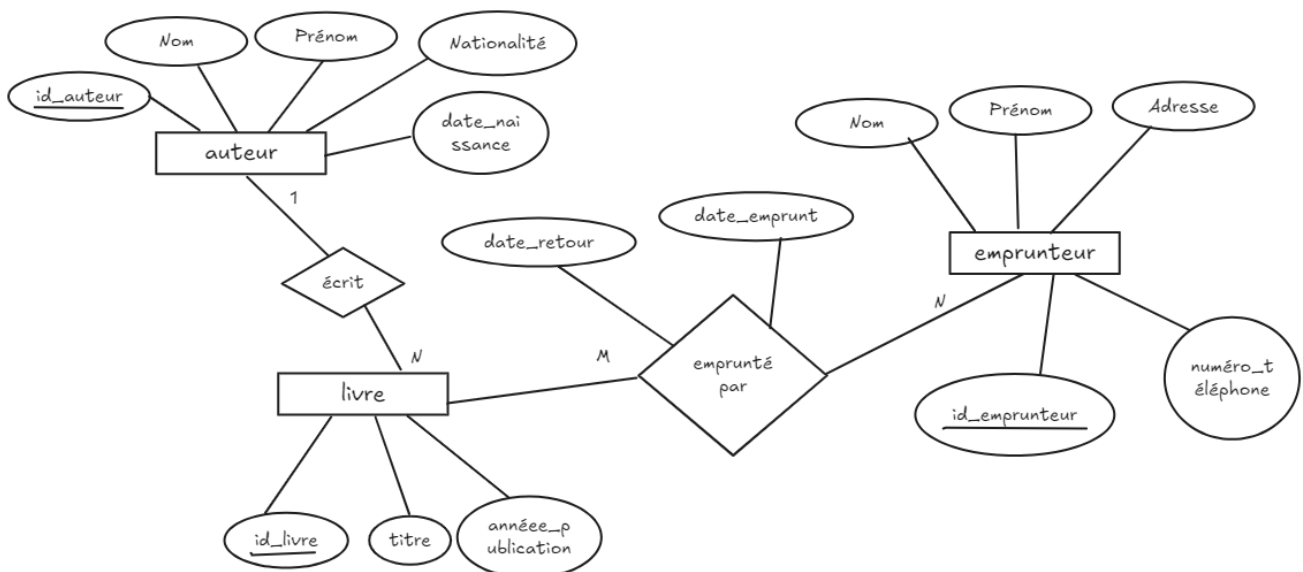 Nom
Prénom
Nationalité
id_auteur
date_nai
ssance
auteur
1
écrit
N
livre
id_livre
titre
annéee_p
ublication
M
date_retour
date_emprunt
emprunté
par
N
Nom
Prénom
Adresse
emprunteur
id_emprunteur
numéro_t
éléphone